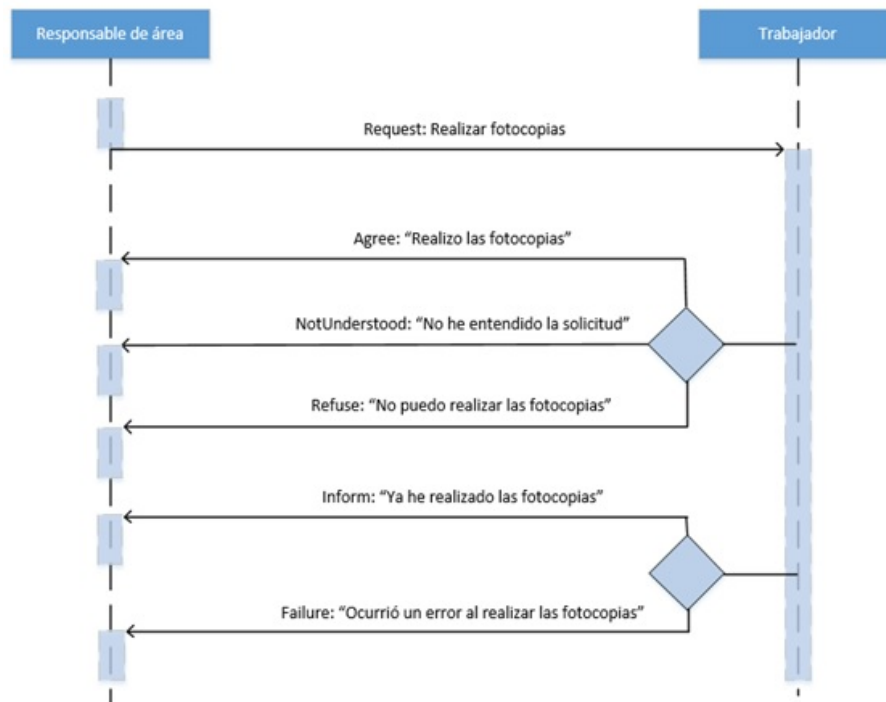 Responsable de área
Trabajador
Request: Realizar fotocopias
Agree: “Realizo las fotocopias”
NotUnderstood: “No he entendido la solicitud”
Refuse: “No puedo realizar las fotocopias”
Inform: “Ya he realizado las fotocopias”
Failure: “Ocurrió un error al realizar las fotocopias”